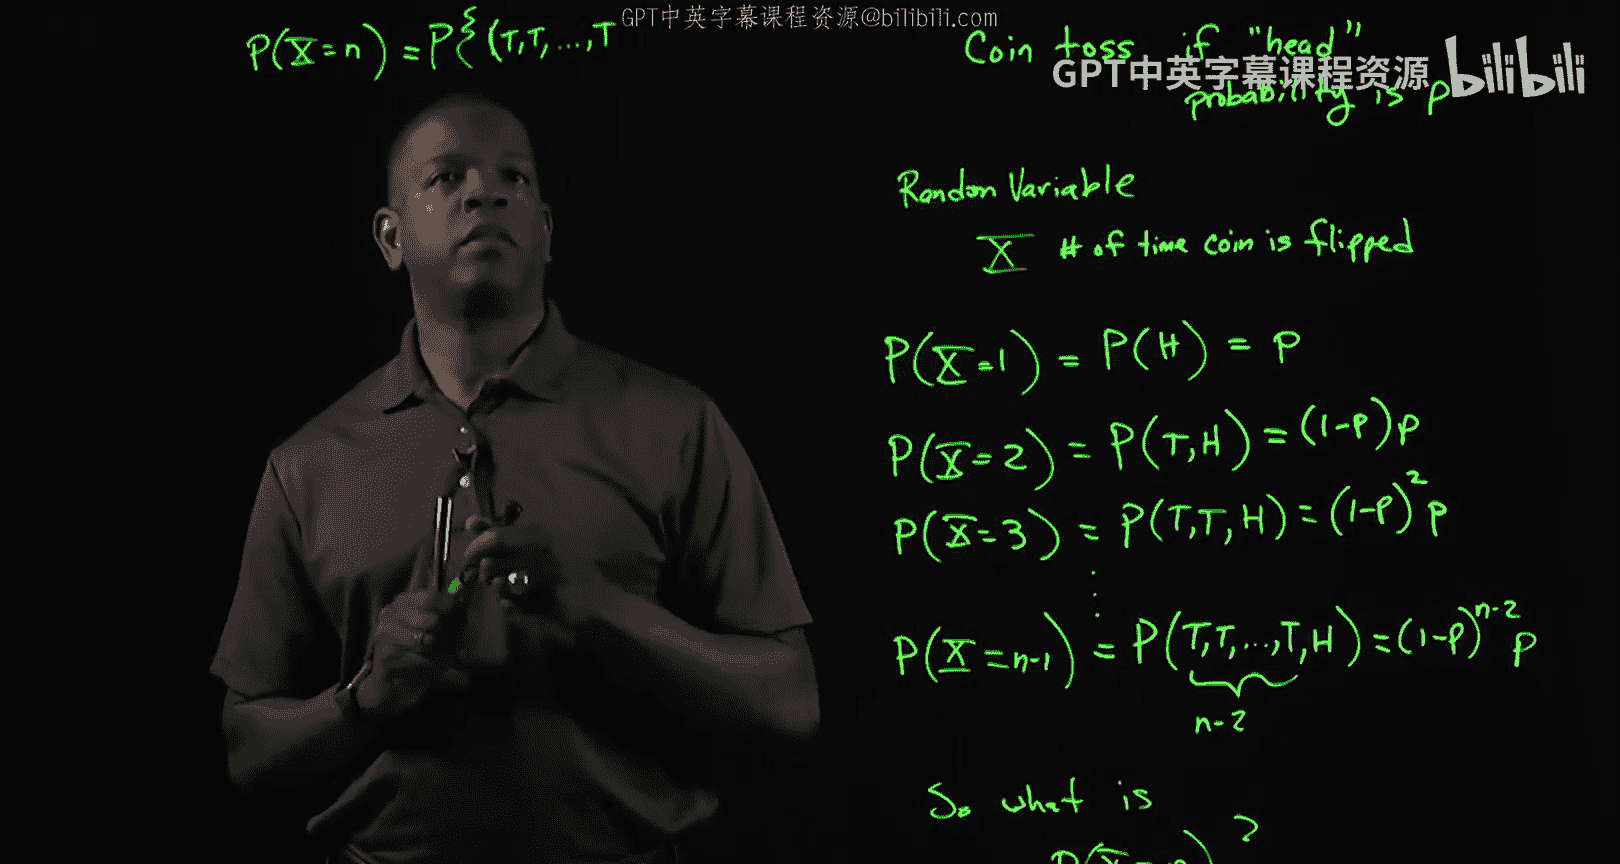 GPT中英字幕课程资源@bilibili.com
P(X=n) = P{(T,T,...,T
Coin toss if "head"
probability is p
GPT中英字幕课程资源 bilibili
Random Variable
X # of time coin is flipped
P(X=1) = P(H) = p
P(X=2) = P(T,H) = (1-p)p
P(X=3) = P(T,T,H) = (1-p)²p
⋮
P(X=n-1) = P(T,T,...,T,H) = (1-p)ⁿ⁻² p
n-2
So what is
P(X=n) ?